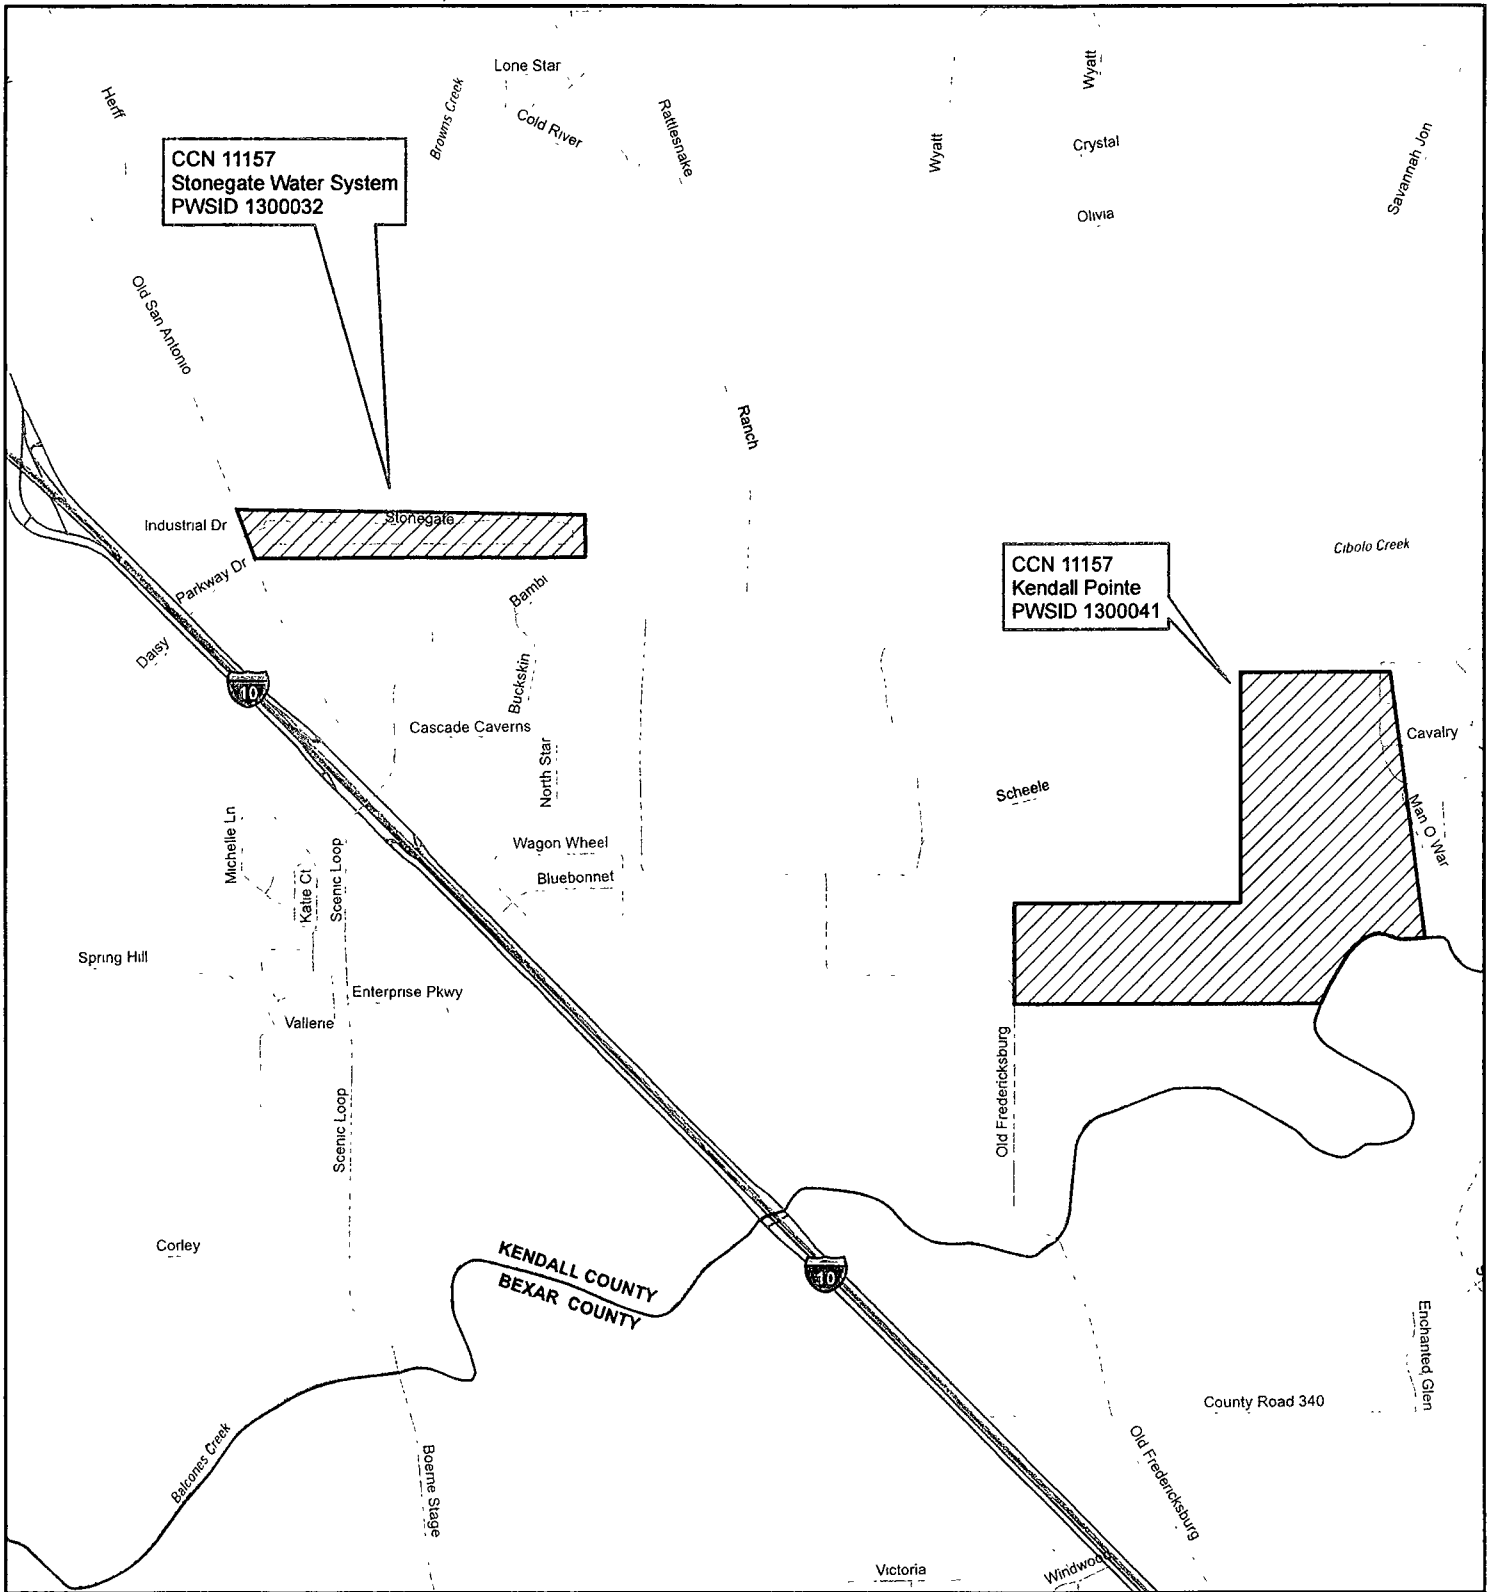 Lone Star
Wyatt
Herff
Browns Creek
Cold River
Rattlesnake
Wyatt
Crystal
Savannah Jon
CCN 11157
Stonegate Water System
PWSID 1300032
Olivia
Old San Antonio
Ranch
Industrial Dr
Stonegate
Cibolo Creek
CCN 11157
Kendall Pointe
PWSID 1300041
Parkway Dr
Bambi
Daisy
10
Buckskin
Cascade Caverns
Cavalry
North Star
Scheele
Man O War
Michelle Ln
Katie Ct
Scenic Loop
Wagon Wheel
Bluebonnet
Spring Hill
Enterprise Pkwy
Vallerie
Old Fredericksburg
Scenic Loop
Corley
KENDALL COUNTY
BEXAR COUNTY
10
Enchanted Glen
County Road 340
Balcones Creek
Boerne Stage
Old Fredericksburg
Victoria
Windwood